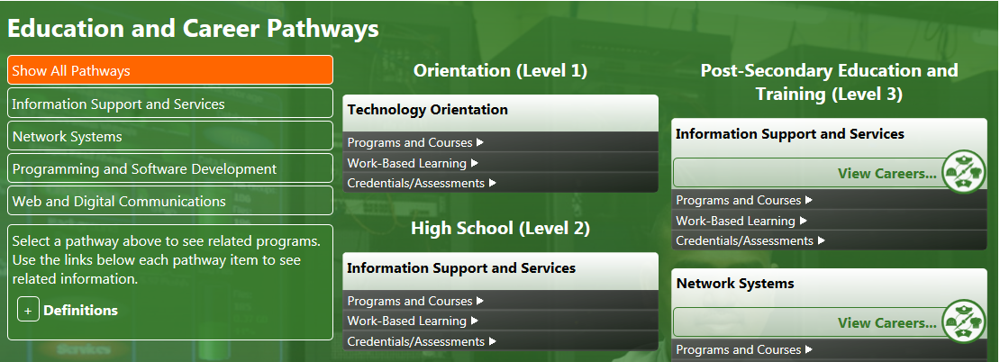 Education and Career Pathways
Show All Pathways
Information Support and Services
Network Systems
Programming and Software Development
Web and Digital Communications
Select a pathway above to see related programs.
Use the links below each pathway item to see
related information.
+ Definitions
Orientation (Level 1)
Technology Orientation
Programs and Courses
Work-Based Learning
Credentials/Assessments
High School (Level 2)
Information Support and Services
Programs and Courses
Work-Based Learning
Credentials/Assessments
Post-Secondary Education and
Training (Level 3)
Information Support and Services
View Careers...
Programs and Courses
Work-Based Learning
Credentials/Assessments
Network Systems
View Careers...
Programs and Courses